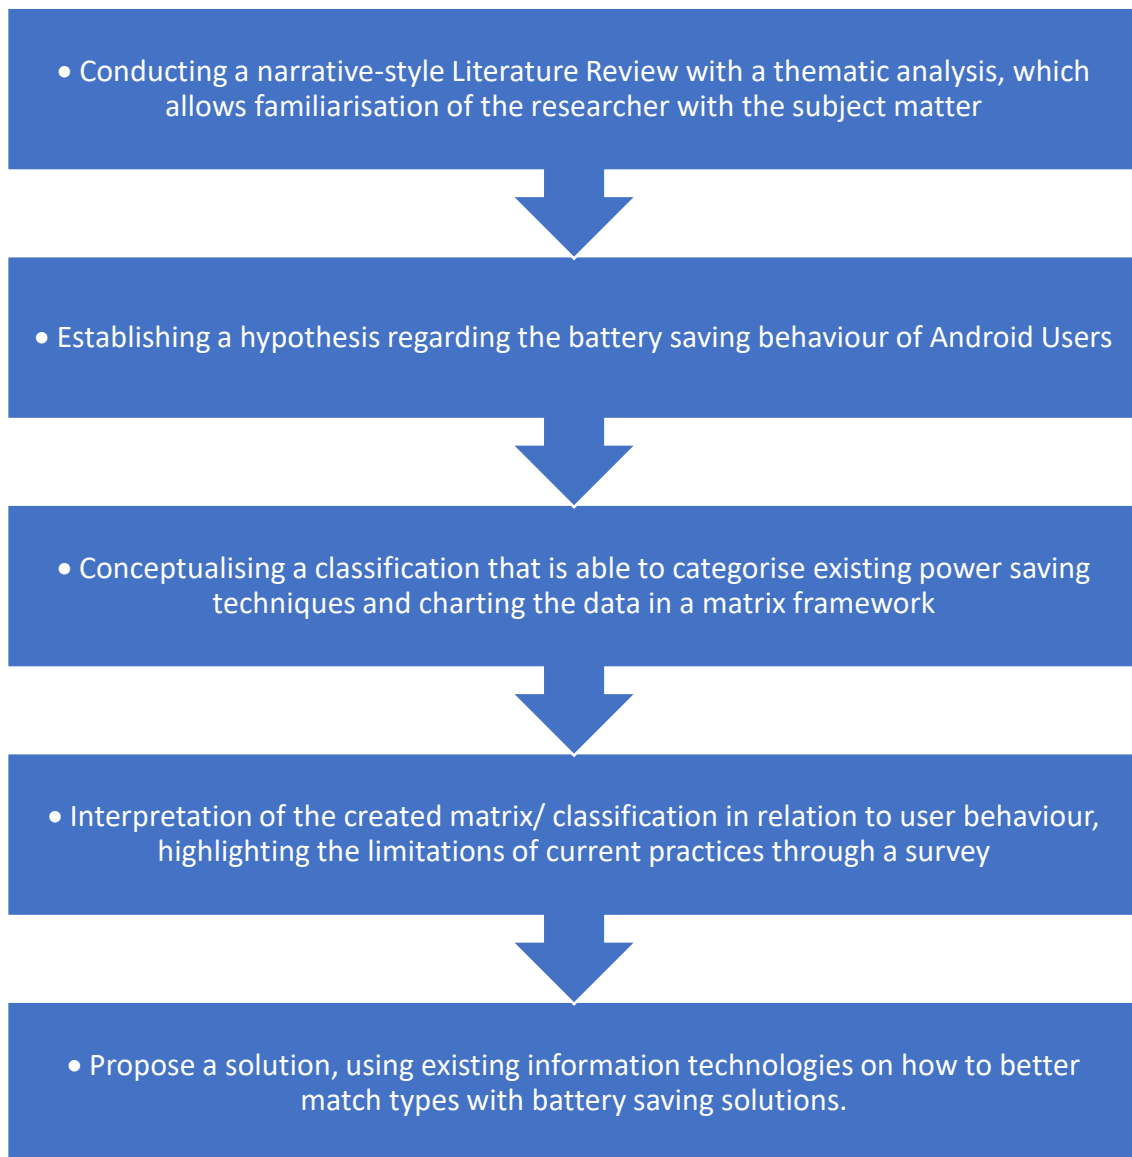 • Conducting a narrative-style Literature Review with a thematic analysis, which
allows familiarisation of the researcher with the subject matter
• Establishing a hypothesis regarding the battery saving behaviour of Android Users
• Conceptualising a classification that is able to categorise existing power saving
techniques and charting the data in a matrix framework
• Interpretation of the created matrix/ classification in relation to user behaviour,
highlighting the limitations of current practices through a survey
• Propose a solution, using existing information technologies on how to better
match types with battery saving solutions.